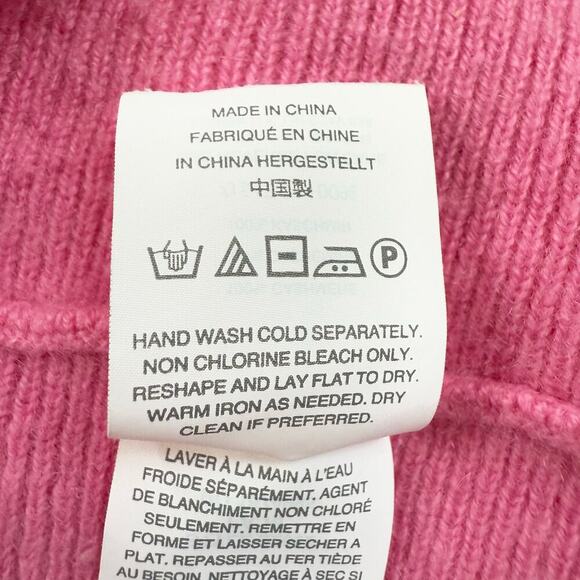 MADE IN CHINA
FABRIQUÉ EN CHINE
IN CHINA HERGESTELLT
中国製
P
HAND WASH COLD SEPARATELY.
NON CHLORINE BLEACH ONLY.
RESHAPE AND LAY FLAT TO DRY.
WARM IRON AS NEEDED. DRY
CLEAN IF PREFERRED.
LAVER À LA MAIN À L'EAU
FROIDE SÉPARÉMENT. AGENT
DE BLANCHIMENT NON CHLORÉ
SEULEMENT. REMETTRE EN
FORME ET LAISSER SECHER A
PLAT. REPASSER AU FER TIÈDE
AU BESOIN. NETTOYAGE À SEC SI